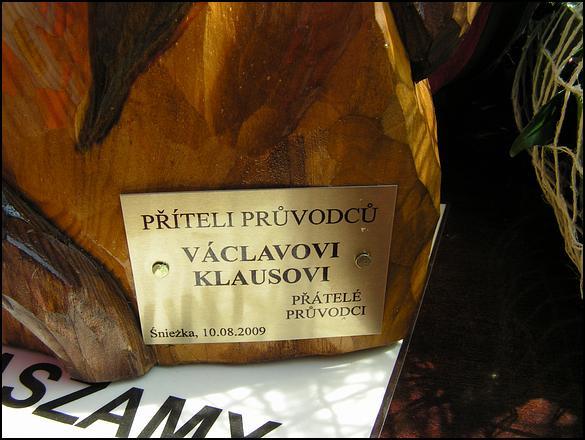 PŘÍTELI PRŮVODCŮ
VÁCLAVOVI
KLAUSOVI
PŘÁTELÉ
PRŮVODCI
Śnieżka, 10.08.2009
ASZAMY